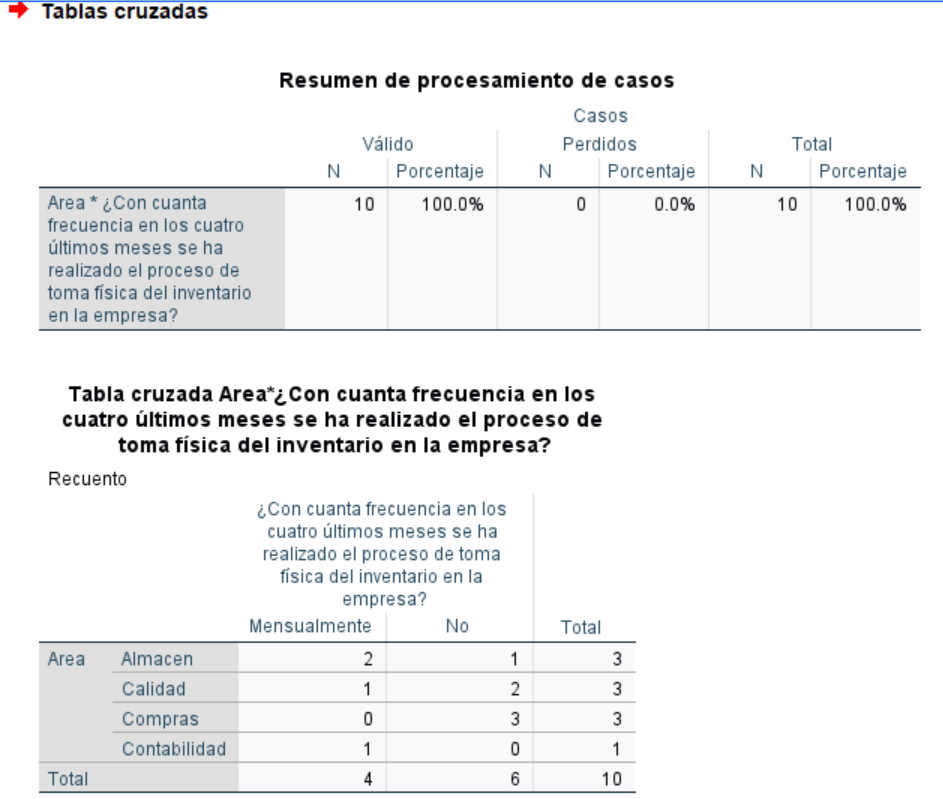 Tablas cruzadas
Resumen de procesamiento de casos
Casos
Válido Perdidos Total
N Porcentaje N Porcentaje N Porcentaje
Area * ¿Con cuanta 10 100.0% 0 0.0% 10 100.0%
frecuencia en los cuatro
últimos meses se ha
realizado el proceso de
toma física del inventario
en la empresa?
Tabla cruzada Area*¿Con cuanta frecuencia en los
cuatro últimos meses se ha realizado el proceso de
toma física del inventario en la empresa?
Recuento
¿Con cuanta frecuencia en los
cuatro últimos meses se ha
realizado el proceso de toma
física del inventario en la
empresa?
Mensualmente No Total
Area Almacen 2 1 3
Calidad 1 2 3
Compras 0 3 3
Contabilidad 1 0 1
Total 4 6 10